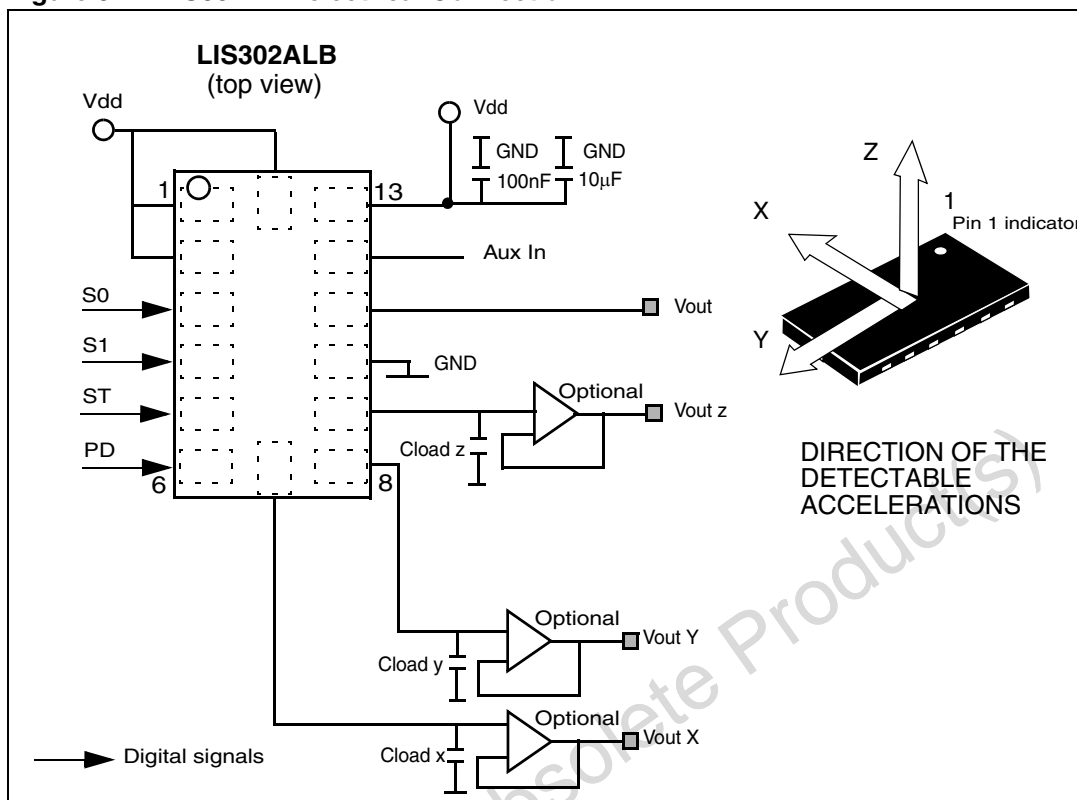 LIS302ALB
(top view)
Vdd
Vdd
GND
100nF
GND
10µF
1
13
Aux In
S0
Vout
S1
GND
ST
Optional
Vout z
Cload z
PD
6
8
Optional
Vout Y
Cload y
Optional
Vout X
Cload x
Digital signals
Z
X
Y
1
Pin 1 indicator
DIRECTION OF THE
DETECTABLE
ACCELERATIONS